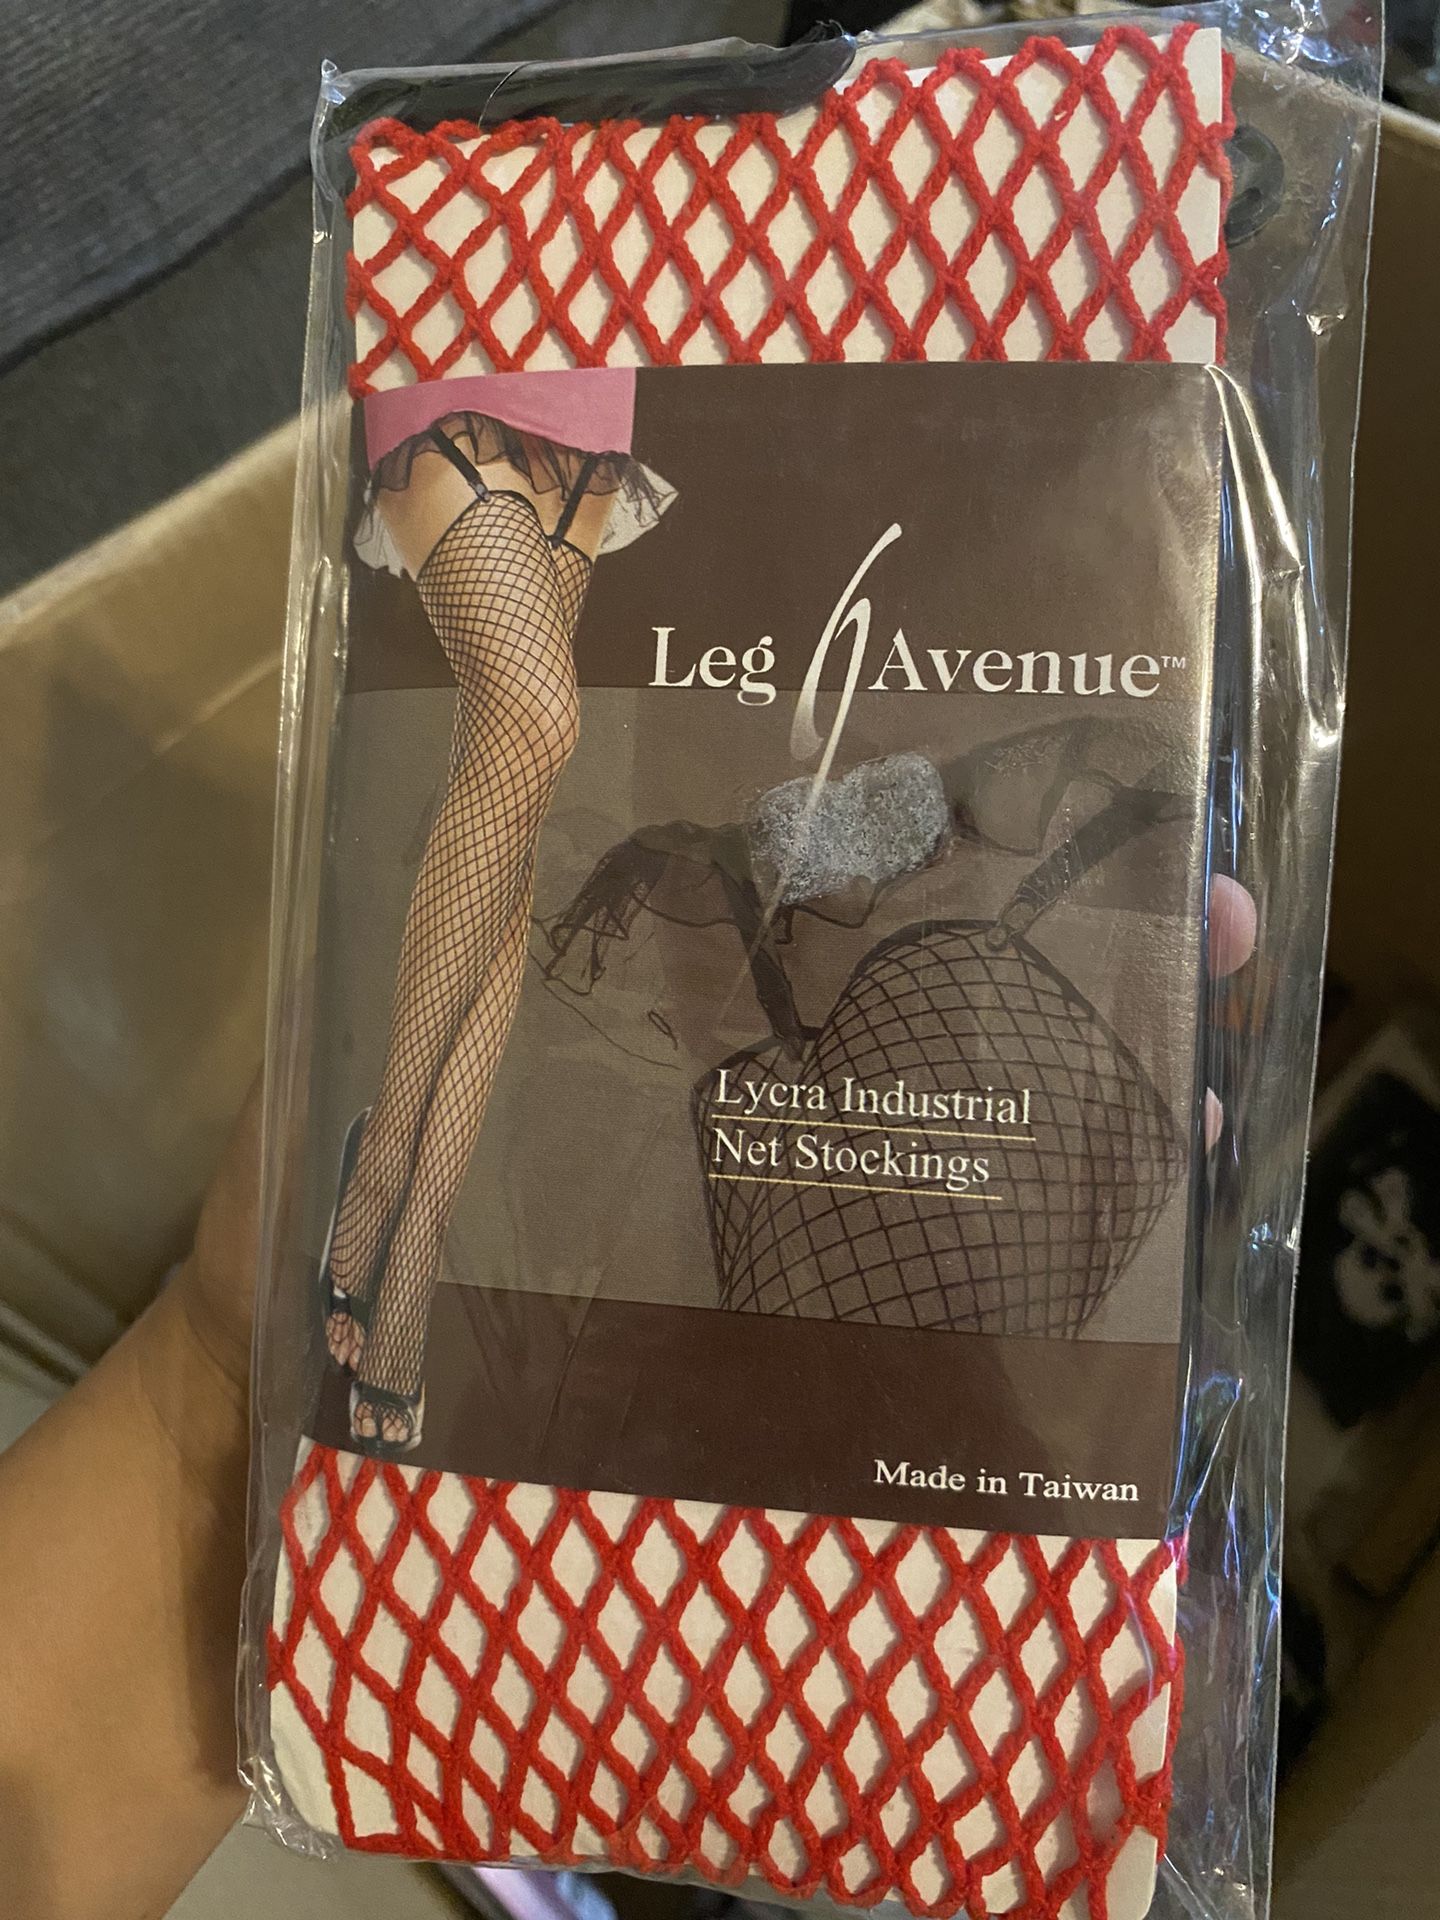 Leg Avenue™
Lycra Industrial
Net Stockings
Made in Taiwan